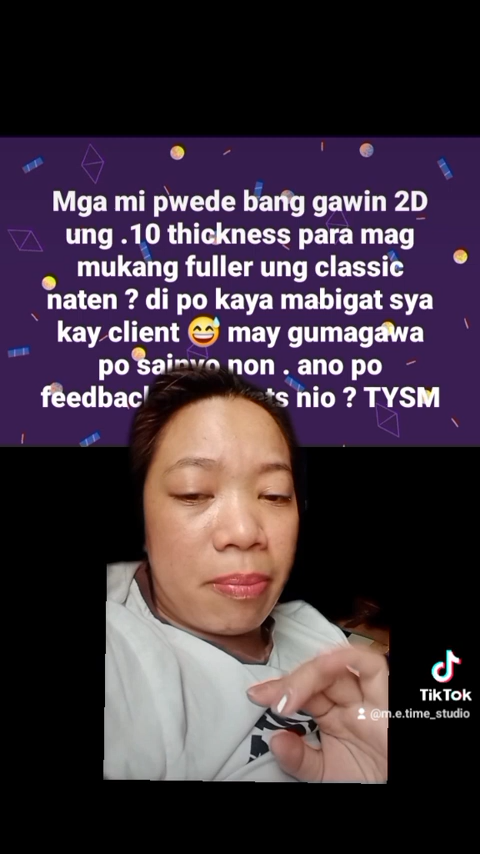 Mga mi pwede bang gawin 2D
ung .10 thickness para mag
mukang fuller ung classic
naten ? di po kaya mabigat sya
kay client 😅 may gumagawa
po sainyo non . ano po
nio ? TYSM
TikTok
@m.e.time_studio